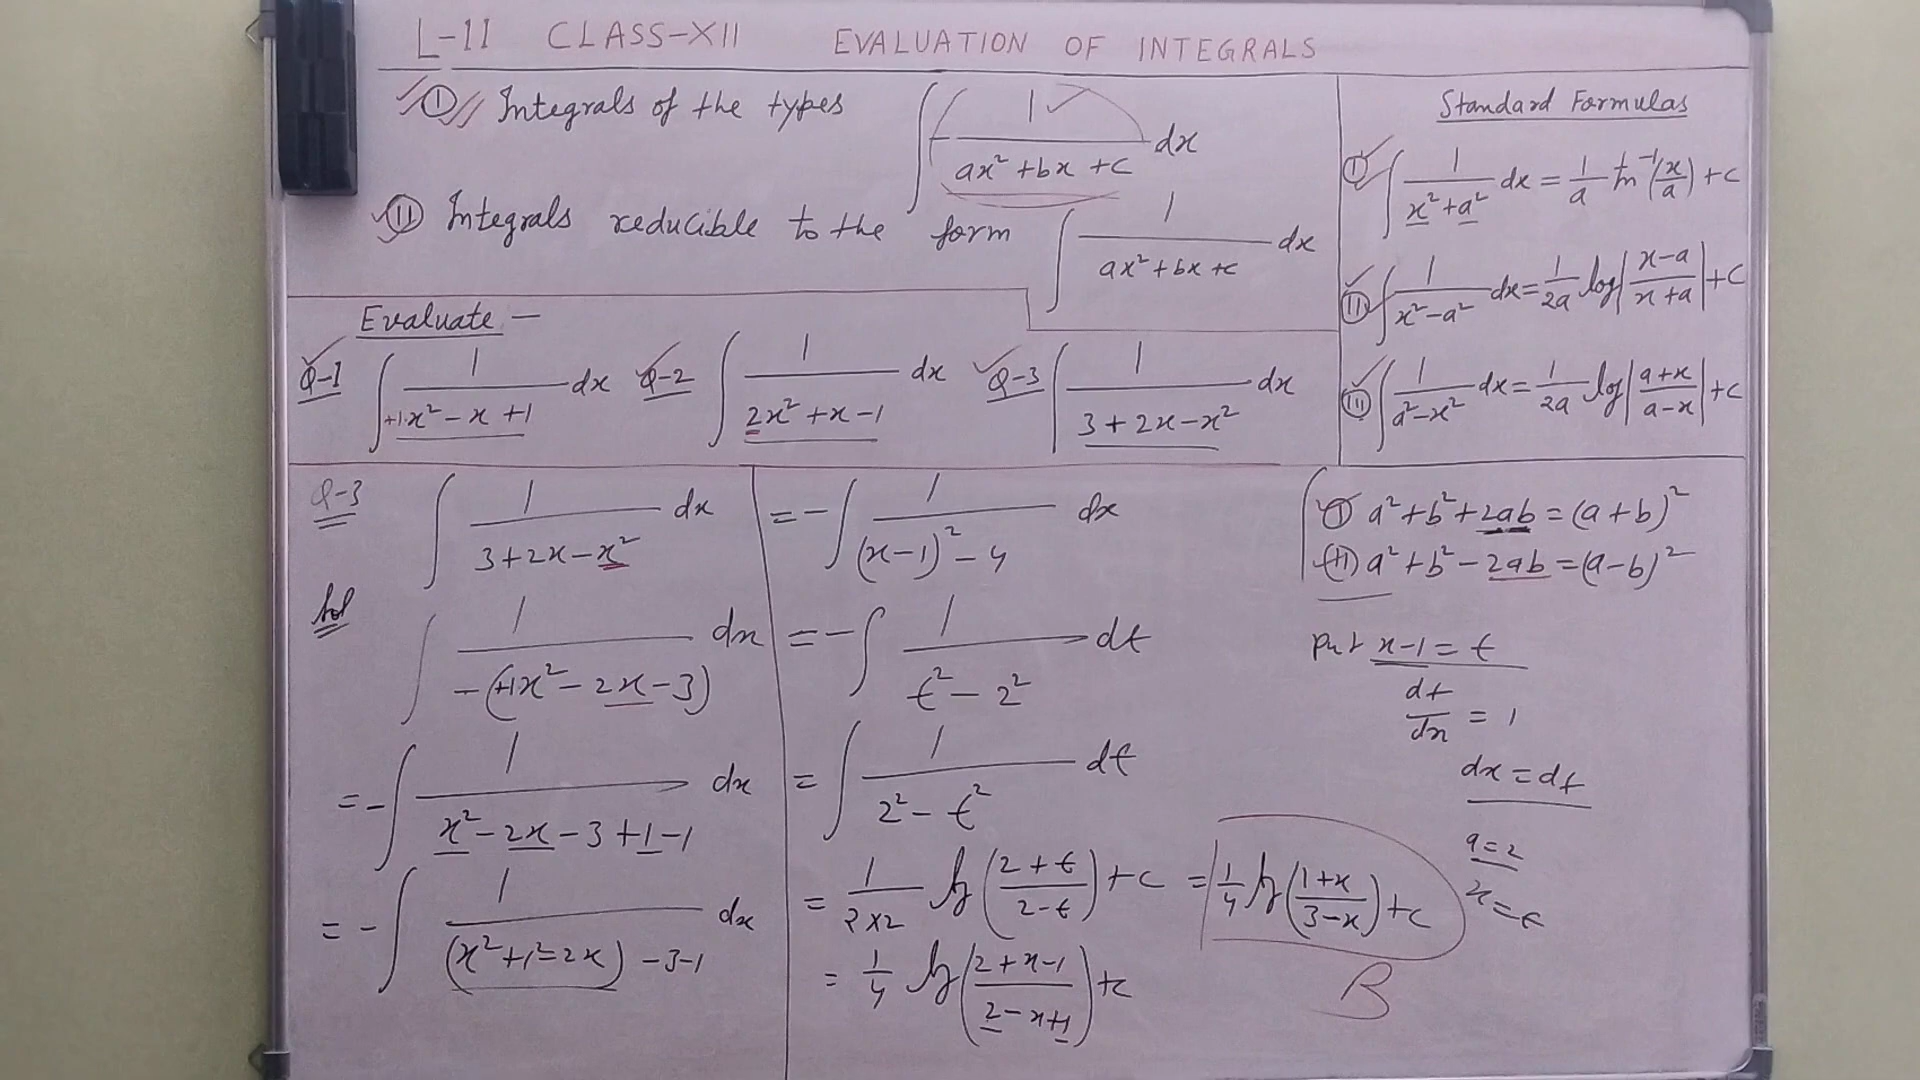 L-11 CLASS-XII EVALUATION OF INTEGRALS
(I) Integrals of the types ∫ 1/(ax²+bx+c) dx
(II) Integrals reducible to the form ∫ 1/(ax²+bx+c) dx
Standard Formulas
(I) ∫ 1/(x²+a²) dx = 1/a tan⁻¹(x/a)+c
(II) ∫ 1/(x²-a²) dx = 1/2a log|(x-a)/(x+a)|+c
(III) ∫ 1/(a²-x²) dx = 1/2a log|(a+x)/(a-x)|+c
Evaluate –
Q-1 ∫ 1/(+1·x²-x+1) dx Q-2 ∫ 1/(2x²+x-1) dx Q-3 ∫ 1/(3+2x-x²) dx
Q-3 ∫ 1/(3+2x-x²) dx
Sol ∫ 1/(-(+1x²-2x-3)) dx
= -∫ 1/(x²-2x-3+1-1) dx
= -∫ 1/((x²+1²-2x)-3-1) dx
= -∫ 1/((x-1)²-4) dx
= -∫ 1/(t²-2²) dt
= ∫ 1/(2²-t²) dt
= 1/(2×2) log((2+t)/(2-t))+c = 1/4 log((1+x)/(3-x))+c
= 1/4 log((2+x-1)/(2-x+1))+c
B
(I) a²+b²+2ab=(a+b)²
(II) a²+b²-2ab=(a-b)²
Put x-1=t
dt/dx = 1
dx=dt
a=2
x=t